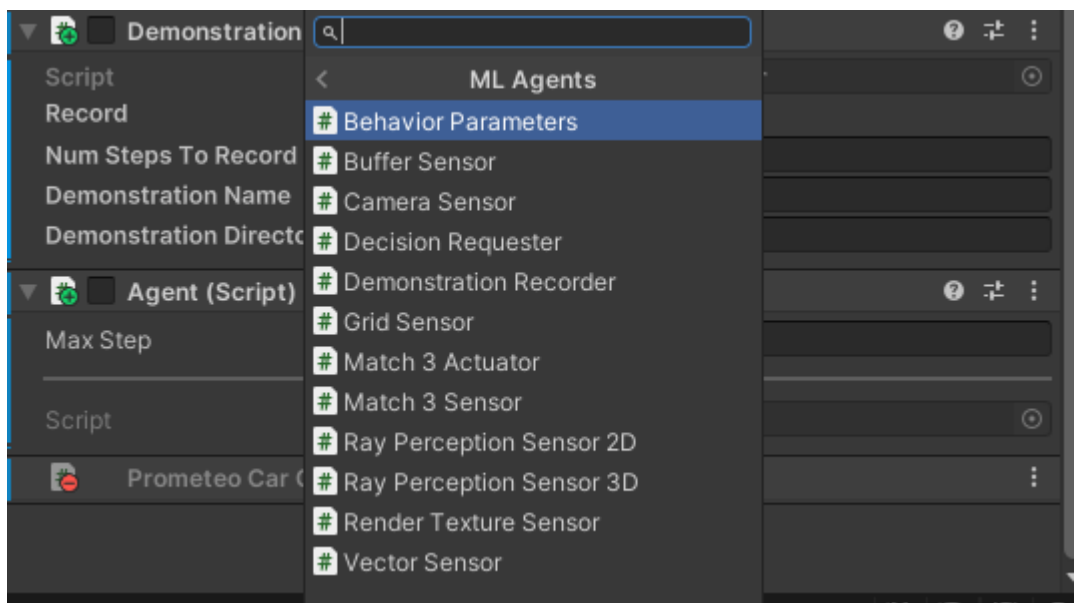 Demonstration
Script
Record
Num Steps To Record
Demonstration Name
Demonstration Directo
Agent (Script)
Max Step
Script
Prometeo Car
ML Agents
Behavior Parameters
Buffer Sensor
Camera Sensor
Decision Requester
Demonstration Recorder
Grid Sensor
Match 3 Actuator
Match 3 Sensor
Ray Perception Sensor 2D
Ray Perception Sensor 3D
Render Texture Sensor
Vector Sensor